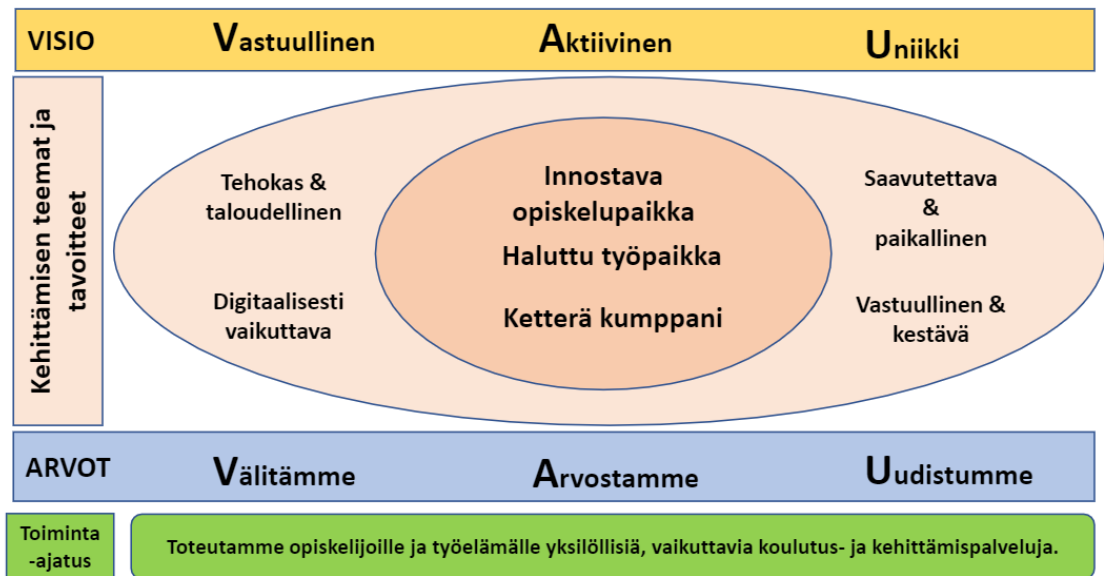 VISIO Vastuullinen Aktiivinen Uniikki
Kehittämisen teemat ja
tavoitteet
Tehokas &
taloudellinen
Digitaalisesti
vaikuttava
Innostava
opiskelupaikka
Haluttu työpaikka
Ketterä kumppani
Saavutettava
&
paikallinen
Vastuullinen &
kestävä
ARVOT Välitämme Arvostamme Uudistumme
Toiminta
-ajatus
Toteutamme opiskelijoille ja työelämälle yksilöllisiä, vaikuttavia koulutus- ja kehittämispalveluja.